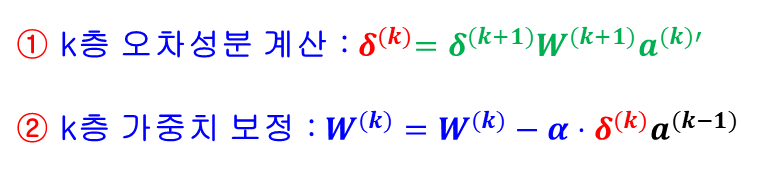 ① k층 오차성분 계산 : δ⁽ᵏ⁾= δ⁽ᵏ⁺¹⁾W⁽ᵏ⁺¹⁾a⁽ᵏ⁾′
② k층 가중치 보정 : W⁽ᵏ⁾ = W⁽ᵏ⁾ − α · δ⁽ᵏ⁾a⁽ᵏ⁻¹⁾